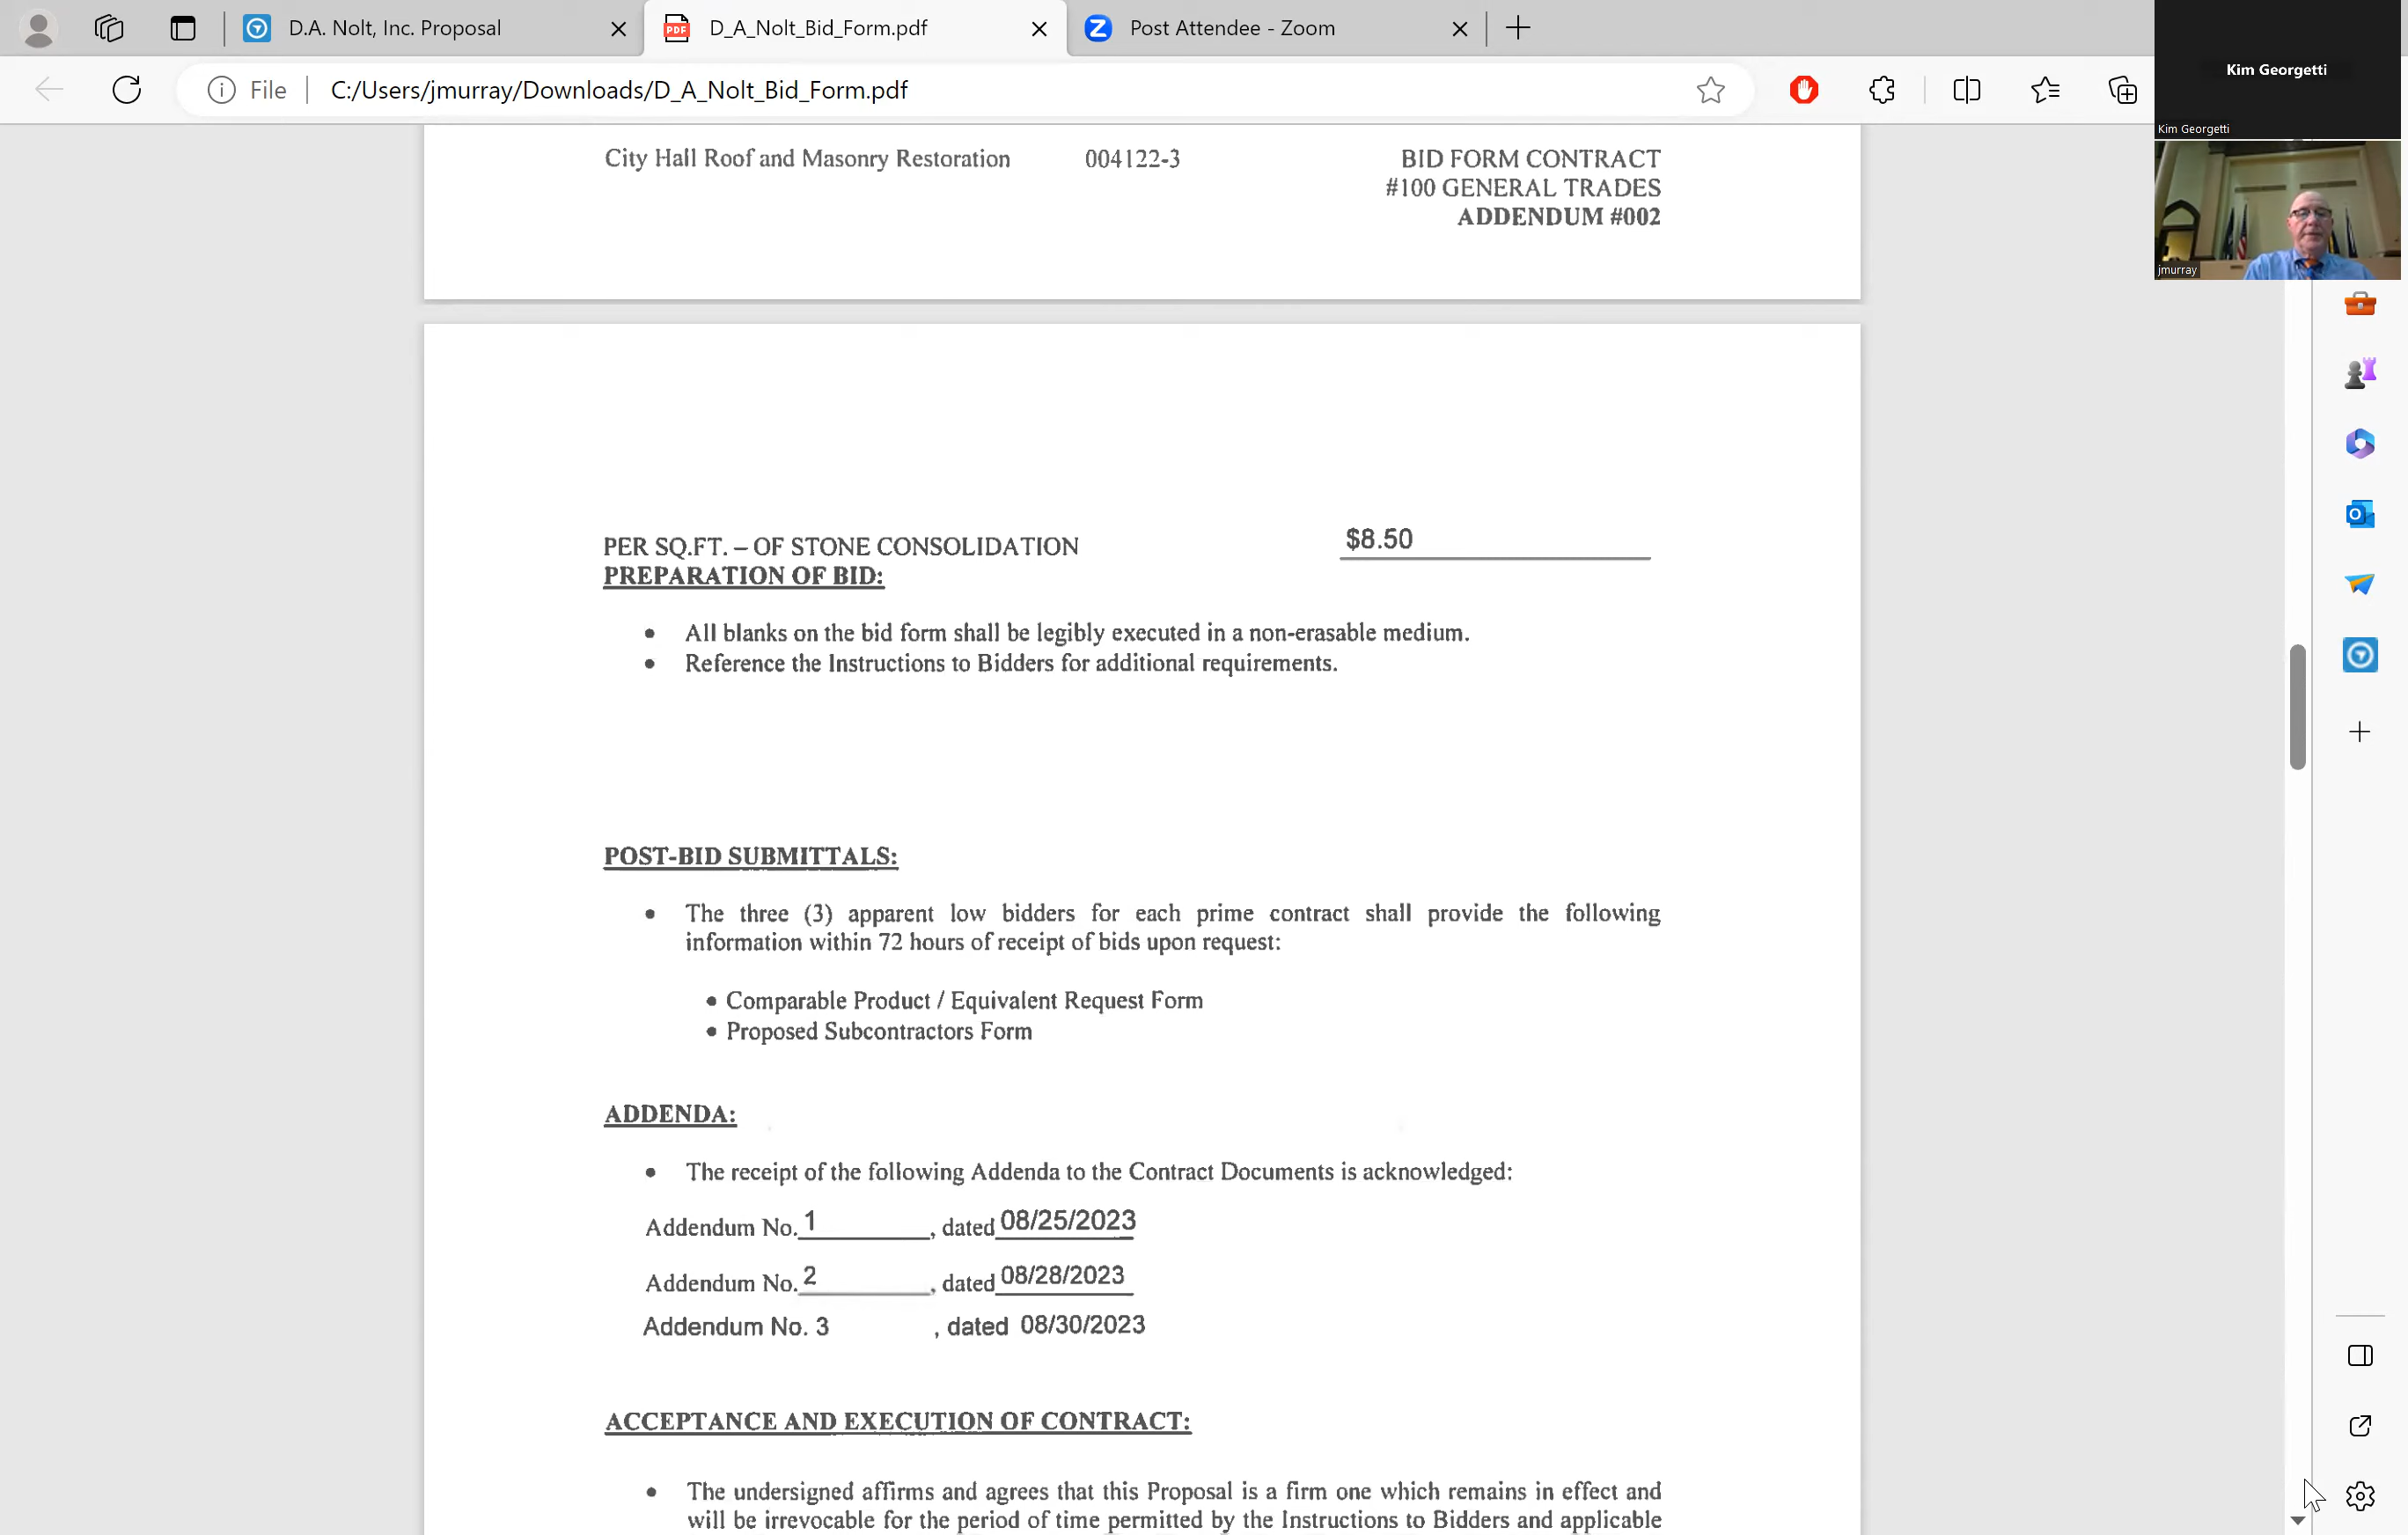 D.A. Nolt, Inc. Proposal
D_A_Nolt_Bid_Form.pdf
Post Attendee - Zoom
File
C:/Users/jmurray/Downloads/D_A_Nolt_Bid_Form.pdf
Kim Georgetti
Kim Georgetti
jmurray
City Hall Roof and Masonry Restoration 004122-3 BID FORM CONTRACT
#100 GENERAL TRADES
ADDENDUM #002
PER SQ.FT. – OF STONE CONSOLIDATION $8.50
PREPARATION OF BID:
• All blanks on the bid form shall be legibly executed in a non-erasable medium.
• Reference the Instructions to Bidders for additional requirements.
POST-BID SUBMITTALS:
• The three (3) apparent low bidders for each prime contract shall provide the following
information within 72 hours of receipt of bids upon request:
• Comparable Product / Equivalent Request Form
• Proposed Subcontractors Form
ADDENDA:
• The receipt of the following Addenda to the Contract Documents is acknowledged:
Addendum No. 1, dated 08/25/2023
Addendum No. 2, dated 08/28/2023
Addendum No. 3 , dated 08/30/2023
ACCEPTANCE AND EXECUTION OF CONTRACT:
• The undersigned affirms and agrees that this Proposal is a firm one which remains in effect and
will be irrevocable for the period of time permitted by the Instructions to Bidders and applicable